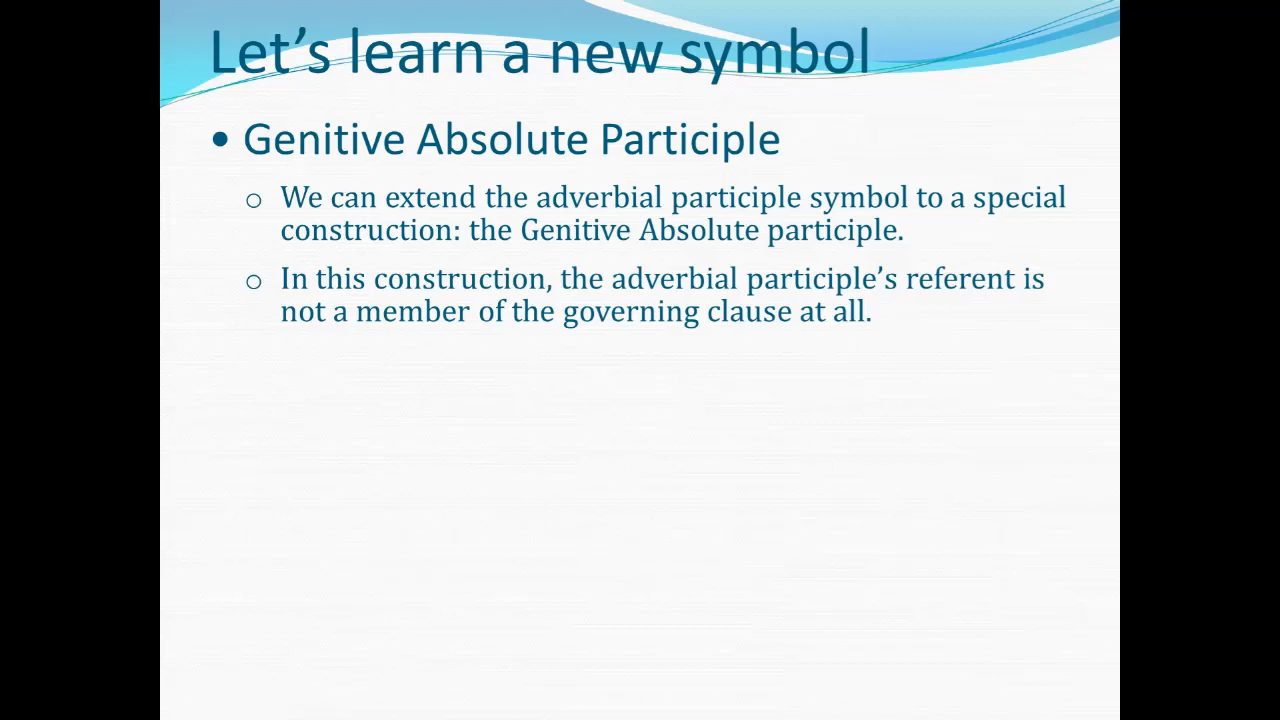 Let’s learn a new symbol
• Genitive Absolute Participle
o We can extend the adverbial participle symbol to a special
construction: the Genitive Absolute participle.
o In this construction, the adverbial participle’s referent is
not a member of the governing clause at all.